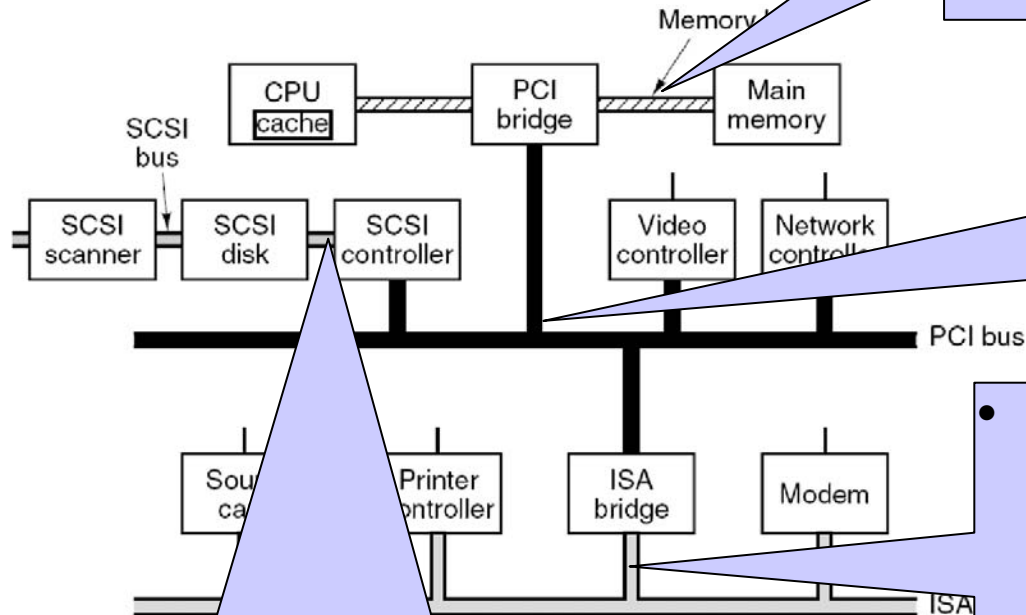 Memory
CPU
cache
PCI
bridge
Main
memory
SCSI
bus
SCSI
scanner
SCSI
disk
SCSI
controller
Video
controller
Network
PCI bus
•
Printer
ISA
bridge
Modem
ISA